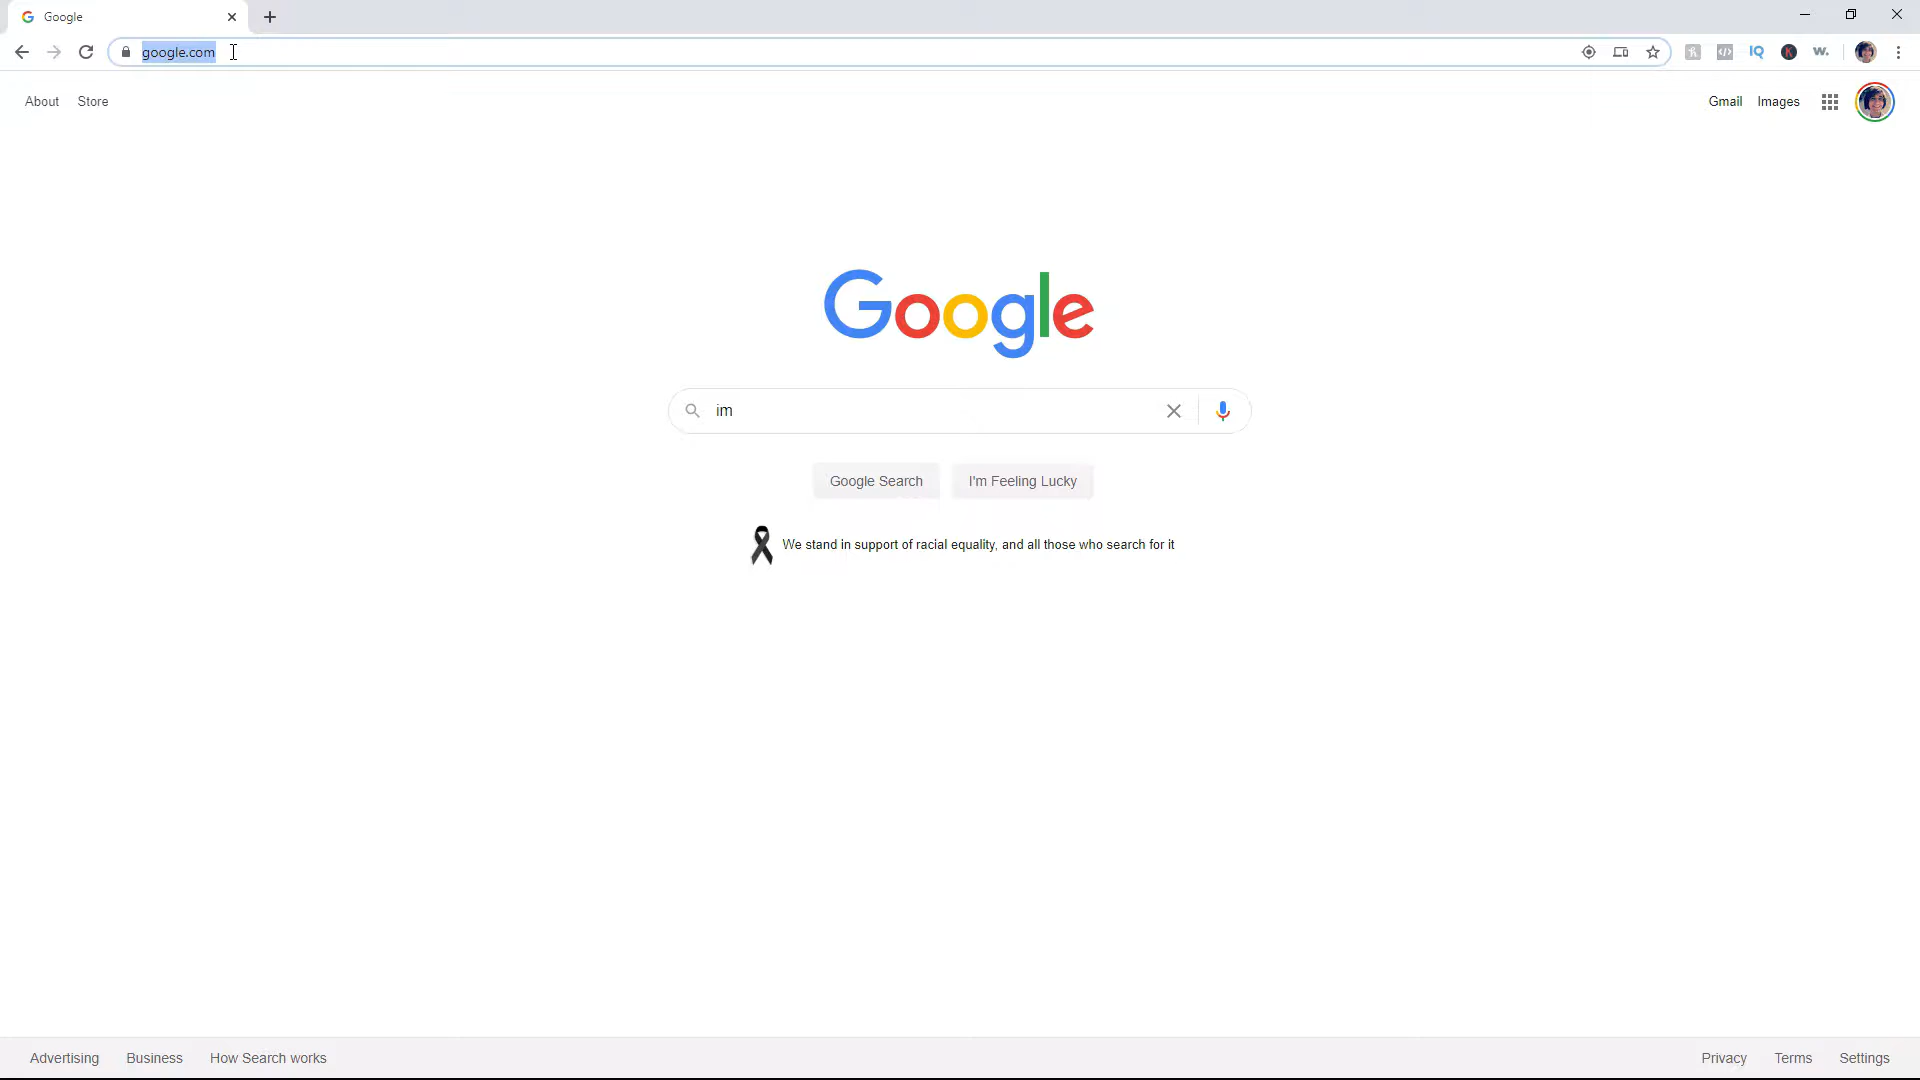 Google
google.com
IQ
K
w.
About
Store
Gmail
Images
Google
im
Google Search
I'm Feeling Lucky
We stand in support of racial equality, and all those who search for it
Advertising
Business
How Search works
Privacy
Terms
Settings